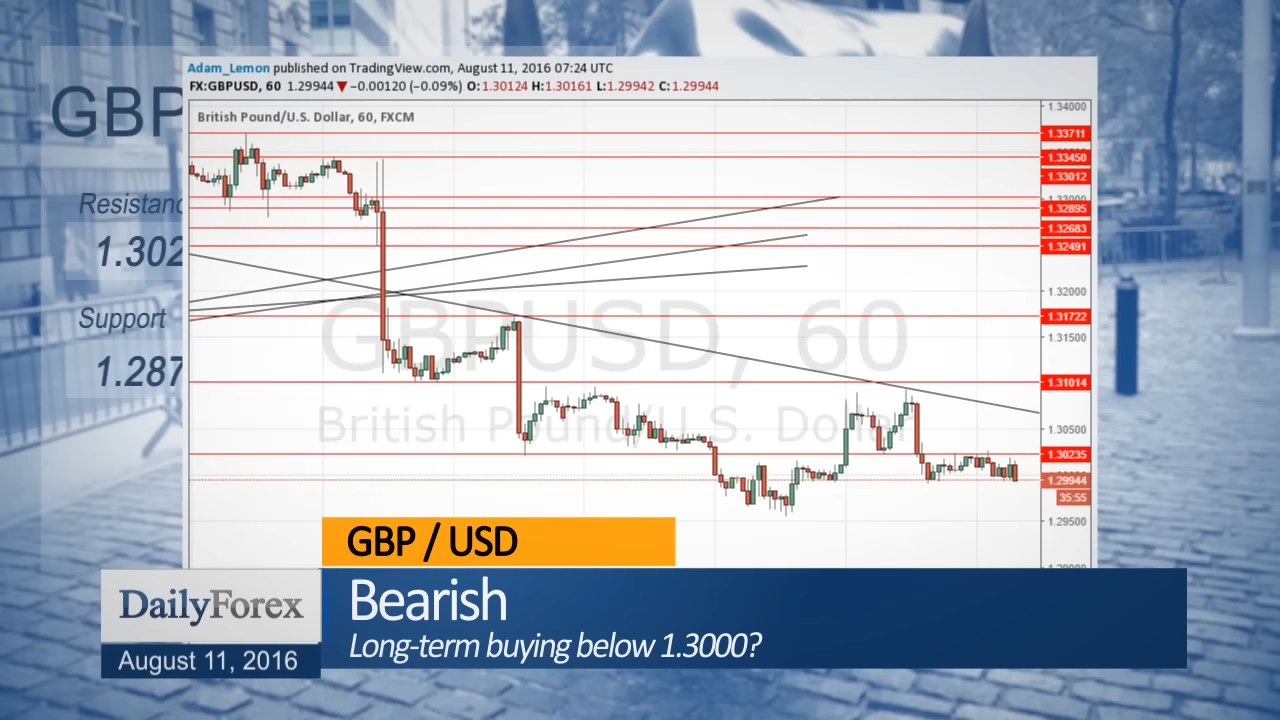 Adam_Lemon published on TradingView.com, August 11, 2016 07:24 UTC
FX:GBPUSD, 60 1.29944 ▼ −0.00120 (−0.09%) O:1.30124 H:1.30161 L:1.29942 C:1.29944
British Pound/U.S. Dollar, 60, FXCM
GBP
Resistanc
1.302
Support
1.287
GBPUSD, 60
British Pound/U.S. Dollar
1.34000
1.33711
1.33450
1.33012
1.33000
1.32895
1.32683
1.32491
1.32000
1.31722
1.31500
1.31014
1.30500
1.30235
1.29944
35:55
1.29500
GBP / USD
Bearish
Long-term buying below 1.3000?
DailyForex
August 11, 2016